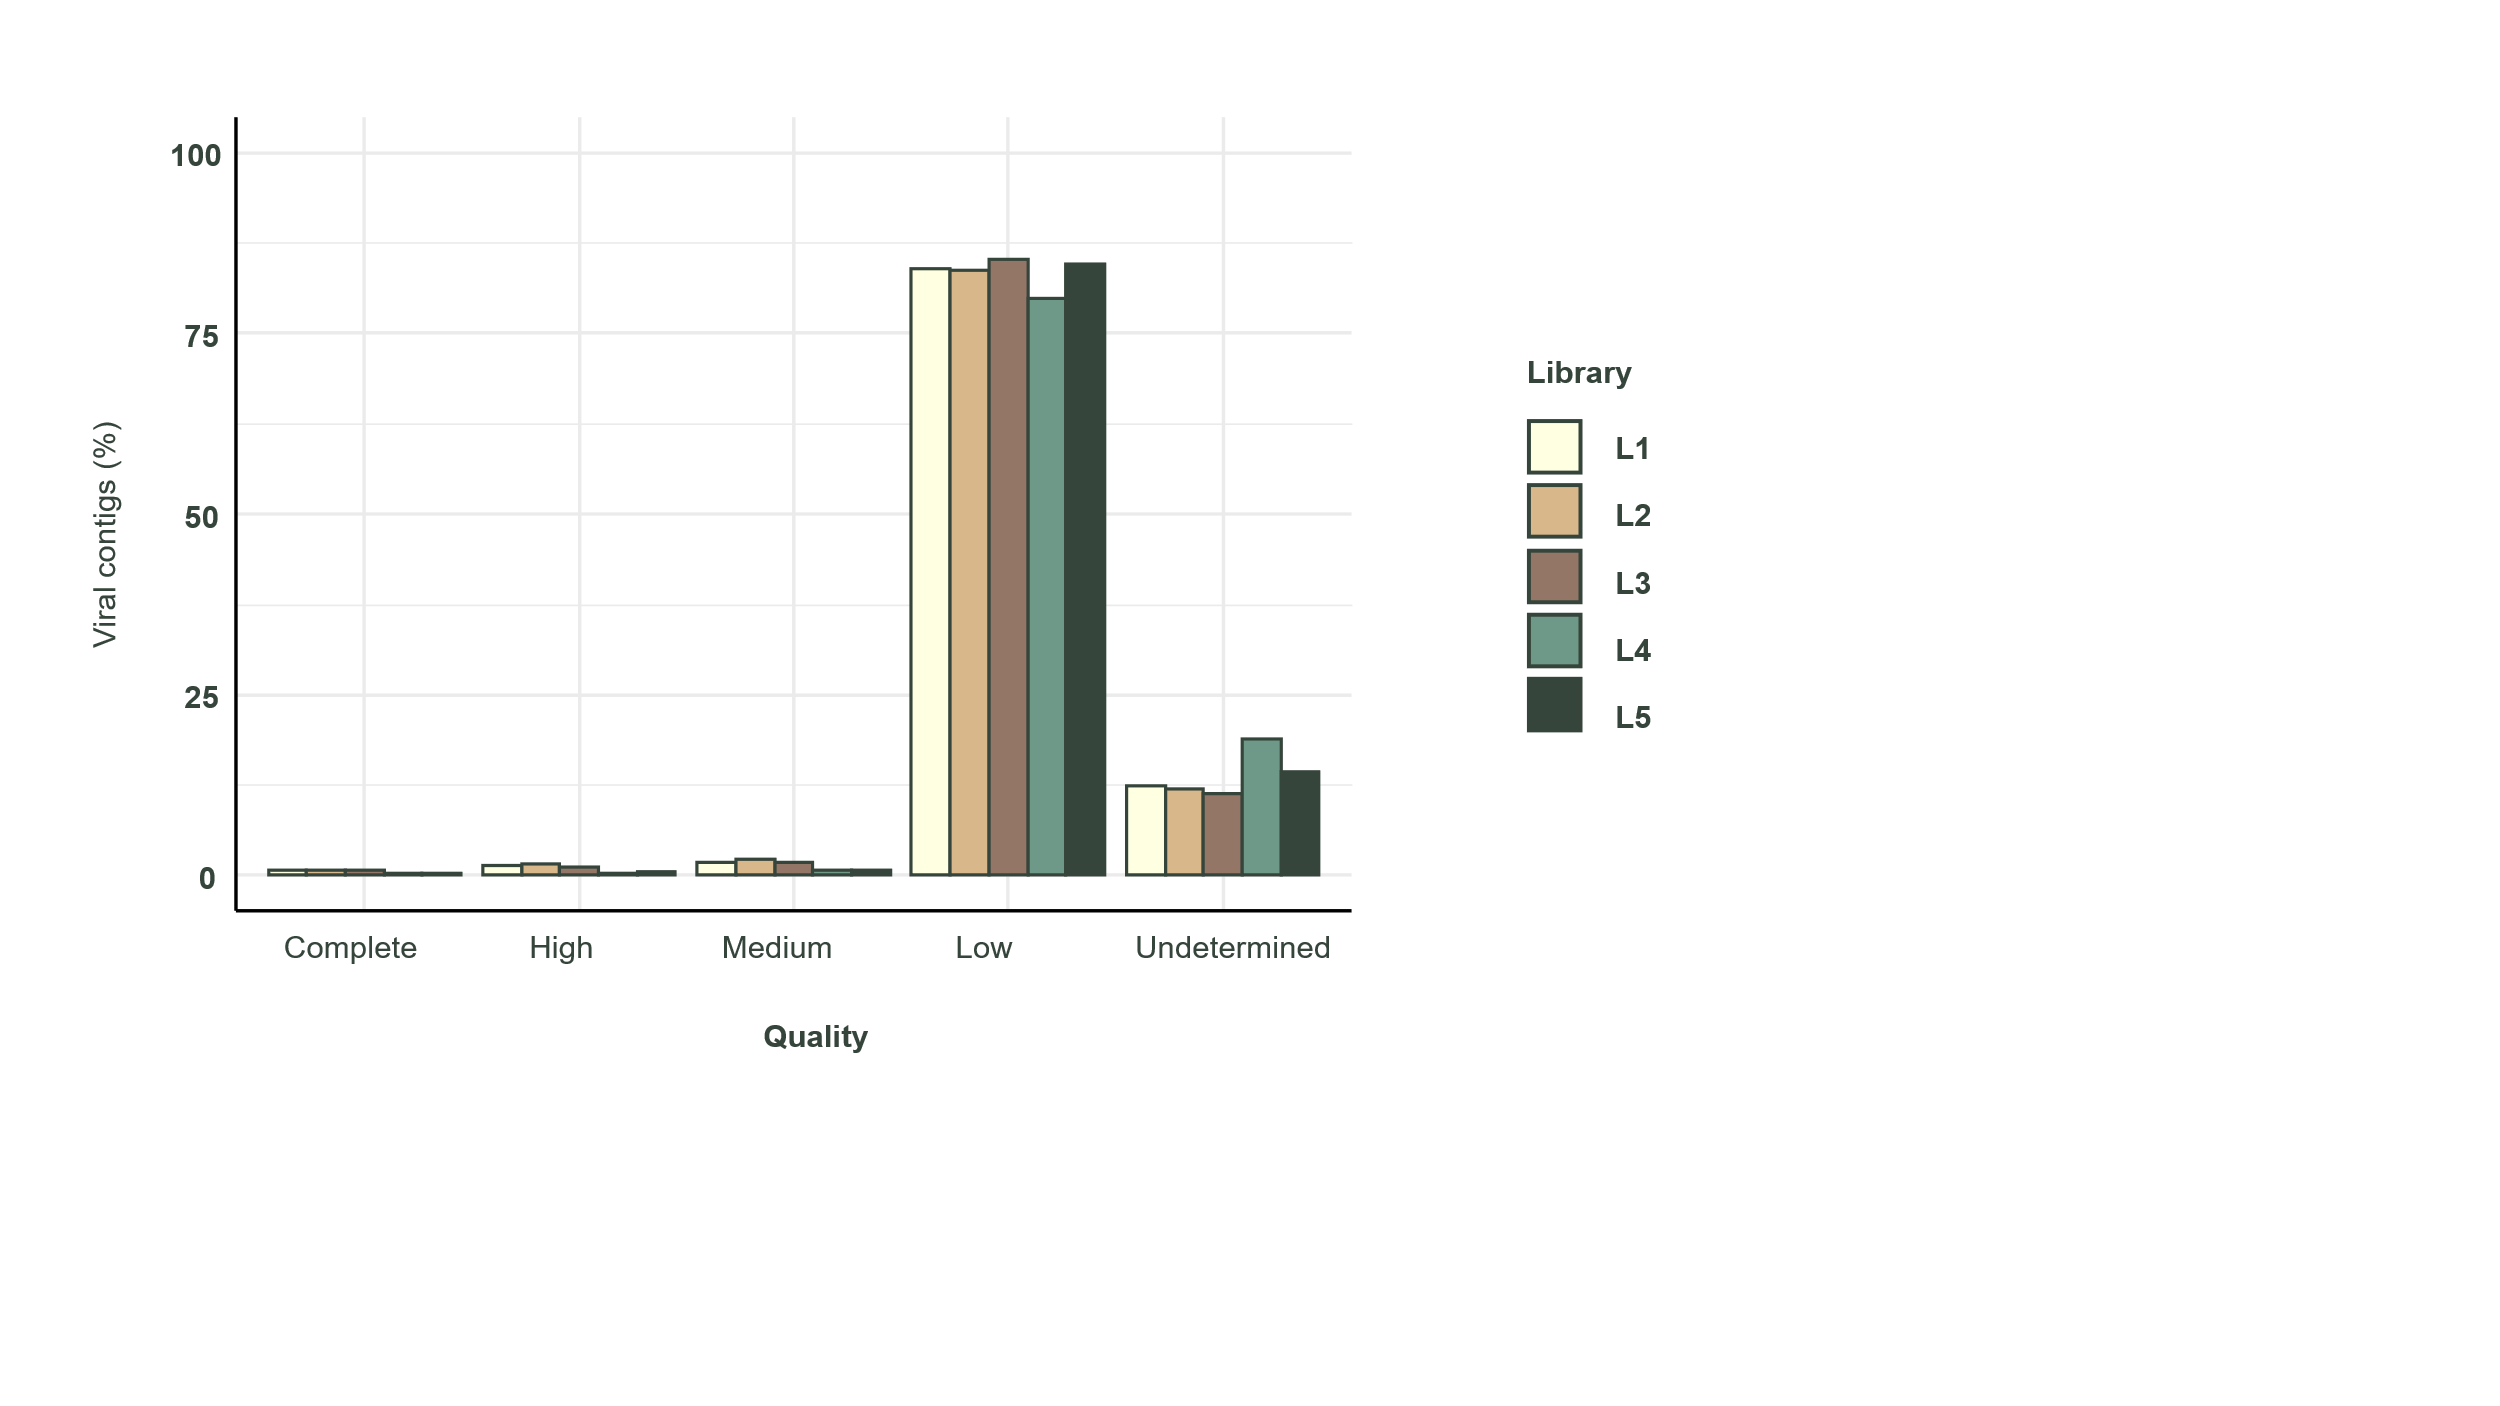 100
75
50
25
0
Viral contigs (%)
Complete High Medium Low Undetermined
Quality
Library
L1
L2
L3
L4
L5